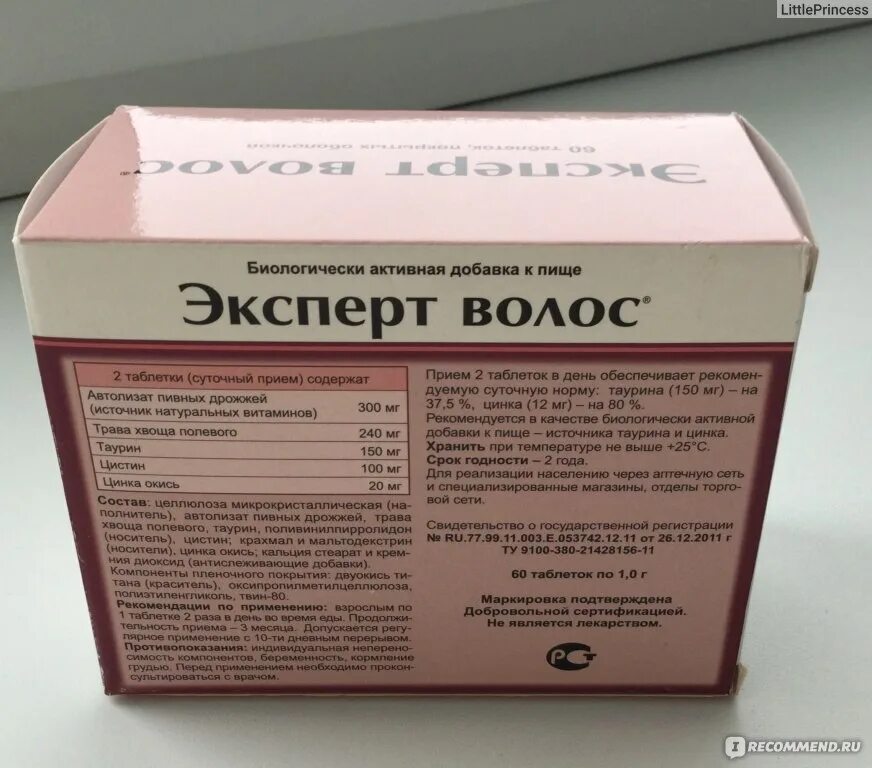 LittlePrincess
60 таблеток, покрытых оболочкой
Эксперт волос®
Биологически активная добавка к пище
Эксперт волос®
2 таблетки (суточный прием) содержат
Автолизат пивных дрожжей
(источник натуральных витаминов) 300 мг
Трава хвоща полевого 240 мг
Таурин 150 мг
Цистин 100 мг
Цинка окись 20 мг
Состав: целлюлоза микрокристаллическая (на-
полнитель), автолизат пивных дрожжей, трава
хвоща полевого, таурин, поливинилпирролидон
(носитель), цистин; крахмал и мальтодекстрин
(носители), цинка окись; кальция стеарат и крем-
ния диоксид (антислеживающие добавки).
Компоненты пленочного покрытия: двуокись ти-
тана (краситель), оксипропилметилцеллюлоза,
полиэтиленгликоль, твин-80.
Рекомендации по применению: взрослым по
1 таблетке 2 раза в день во время еды. Продолжи-
тельность приема – 3 месяца. Допускается регу-
лярное применение с 10-ти дневным перерывом.
Противопоказания: индивидуальная неперено-
симость компонентов, беременность, кормление
грудью. Перед применением необходимо прокон-
сультироваться с врачом.
Прием 2 таблеток в день обеспечивает рекомен-
дуемую суточную норму: таурина (150 мг) – на
37,5 %, цинка (12 мг) – на 80 %.
Рекомендуется в качестве биологически активной
добавки к пище – источника таурина и цинка.
Хранить при температуре не выше +25°С.
Срок годности – 2 года.
Для реализации населению через аптечную сеть
и специализированные магазины, отделы торго-
вой сети.
Свидетельство о государственной регистрации
№ RU.77.99.11.003.Е.053742.12.11 от 26.12.2011 г
ТУ 9100-380-21428156-11
60 таблеток по 1,0 г
Маркировка подтверждена
Добровольной сертификацией.
Не является лекарством.
РСТ
IRECOMMEND.RU